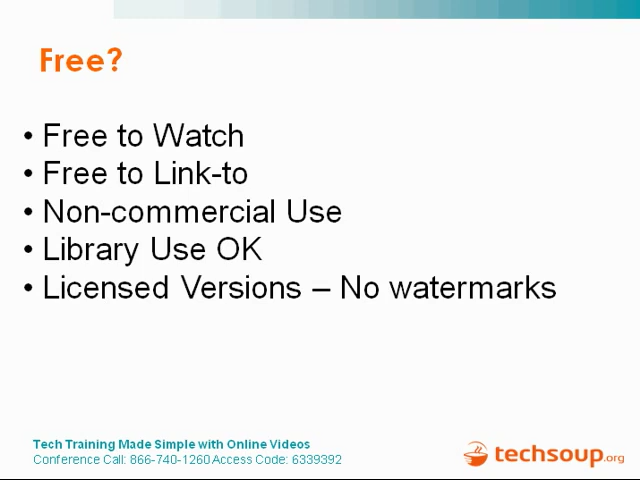 Free?
• Free to Watch
• Free to Link-to
• Non-commercial Use
• Library Use OK
• Licensed Versions – No watermarks
Tech Training Made Simple with Online Videos
Conference Call: 866-740-1260 Access Code: 6339392
techsoup.org